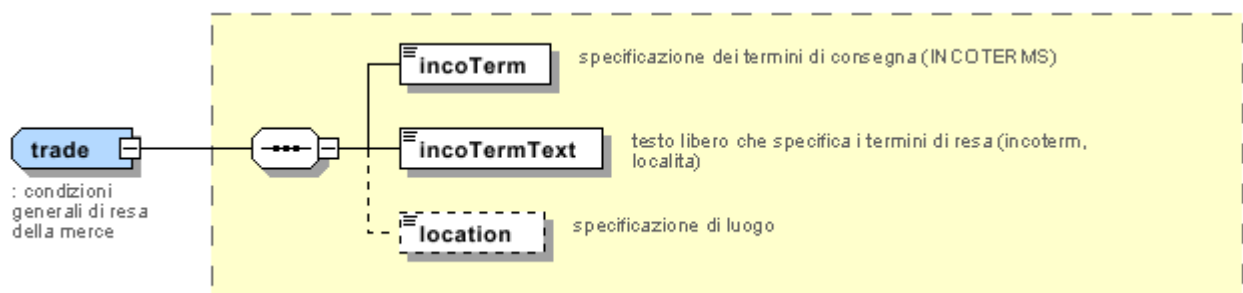 incoTerm
specificazione dei termini di consegna (INCOTERMS)
trade
: condizioni
generali di resa
della merce
incoTermText
testo libero che specifica i termini di resa (incoterm,
localita)
location
specificazione di luogo